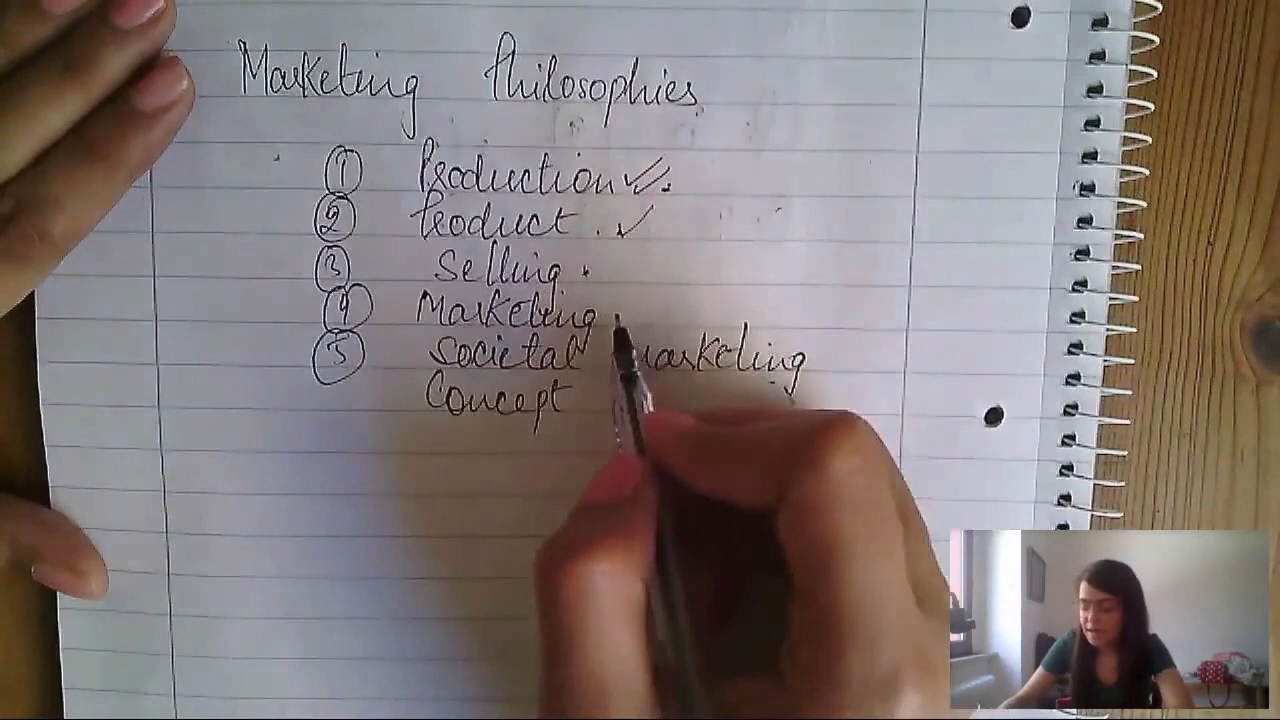 Marketing Philosophies
① Production ✓✓.
② Product . ✓
③ Selling .
④ Marketing
⑤ Societal marketing
Concept